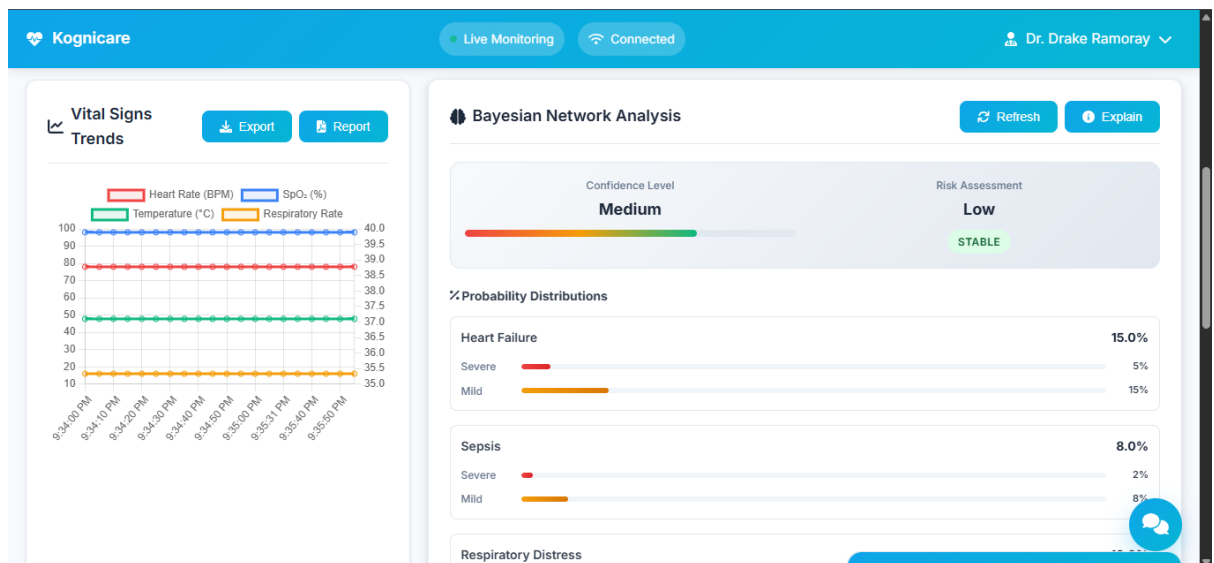 Kognicare
Live Monitoring
Connected
Dr. Drake Ramoray
Vital Signs
Trends
Export
Report
Heart Rate (BPM)
SpO₂ (%)
Temperature (°C)
Respiratory Rate
100
90
80
70
60
50
40
30
20
10
40.0
39.5
39.0
38.5
38.0
37.5
37.0
36.5
36.0
35.5
35.0
9:34:00 PM
9:34:10 PM
9:34:20 PM
9:34:30 PM
9:34:40 PM
9:34:50 PM
9:35:00 PM
9:35:31 PM
9:35:40 PM
9:35:50 PM
Bayesian Network Analysis
Refresh
Explain
Confidence Level
Medium
Risk Assessment
Low
STABLE
Probability Distributions
Heart Failure
15.0%
Severe
5%
Mild
15%
Sepsis
8.0%
Severe
2%
Mild
8%
Respiratory Distress